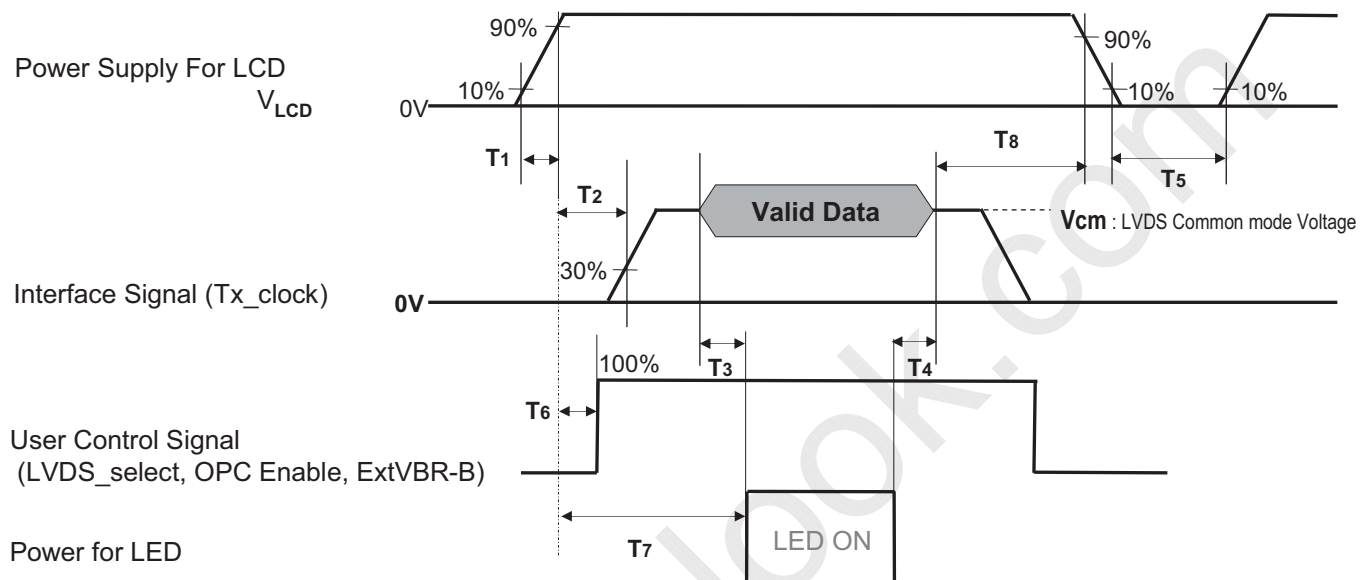 90%
90%
Power Supply For LCD
VLCD
10%
10%
10%
0V
T1
T8
T2
T5
Valid Data
Vcm : LVDS Common mode Voltage
30%
Interface Signal (Tx_clock)
0V
T3
T4
100%
T6
User Control Signal
(LVDS_select, OPC Enable, ExtVBR-B)
T7
LED ON
Power for LED
look.com